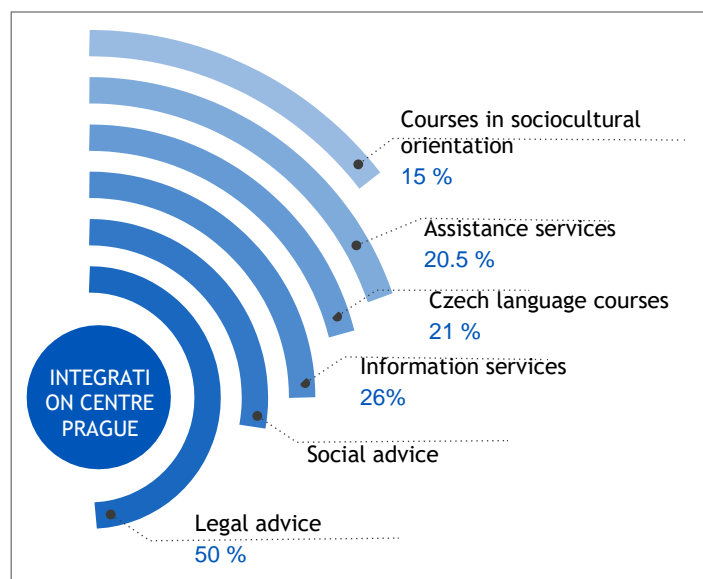 Courses in sociocultural
orientation
15 %
Assistance services
20.5 %
Czech language courses
21 %
Information services
26%
INTEGRATI
ON CENTRE
PRAGUE
Social advice
Legal advice
50 %